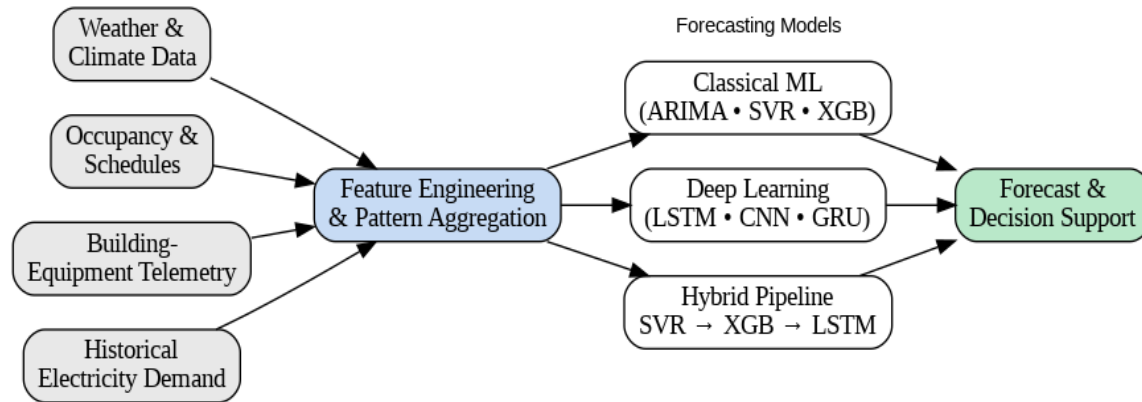 Weather &
Climate Data
Occupancy &
Schedules
Building-
Equipment Telemetry
Historical
Electricity Demand
Feature Engineering
& Pattern Aggregation
Forecasting Models
Classical ML
(ARIMA • SVR • XGB)
Deep Learning
(LSTM • CNN • GRU)
Hybrid Pipeline
SVR → XGB → LSTM
Forecast &
Decision Support